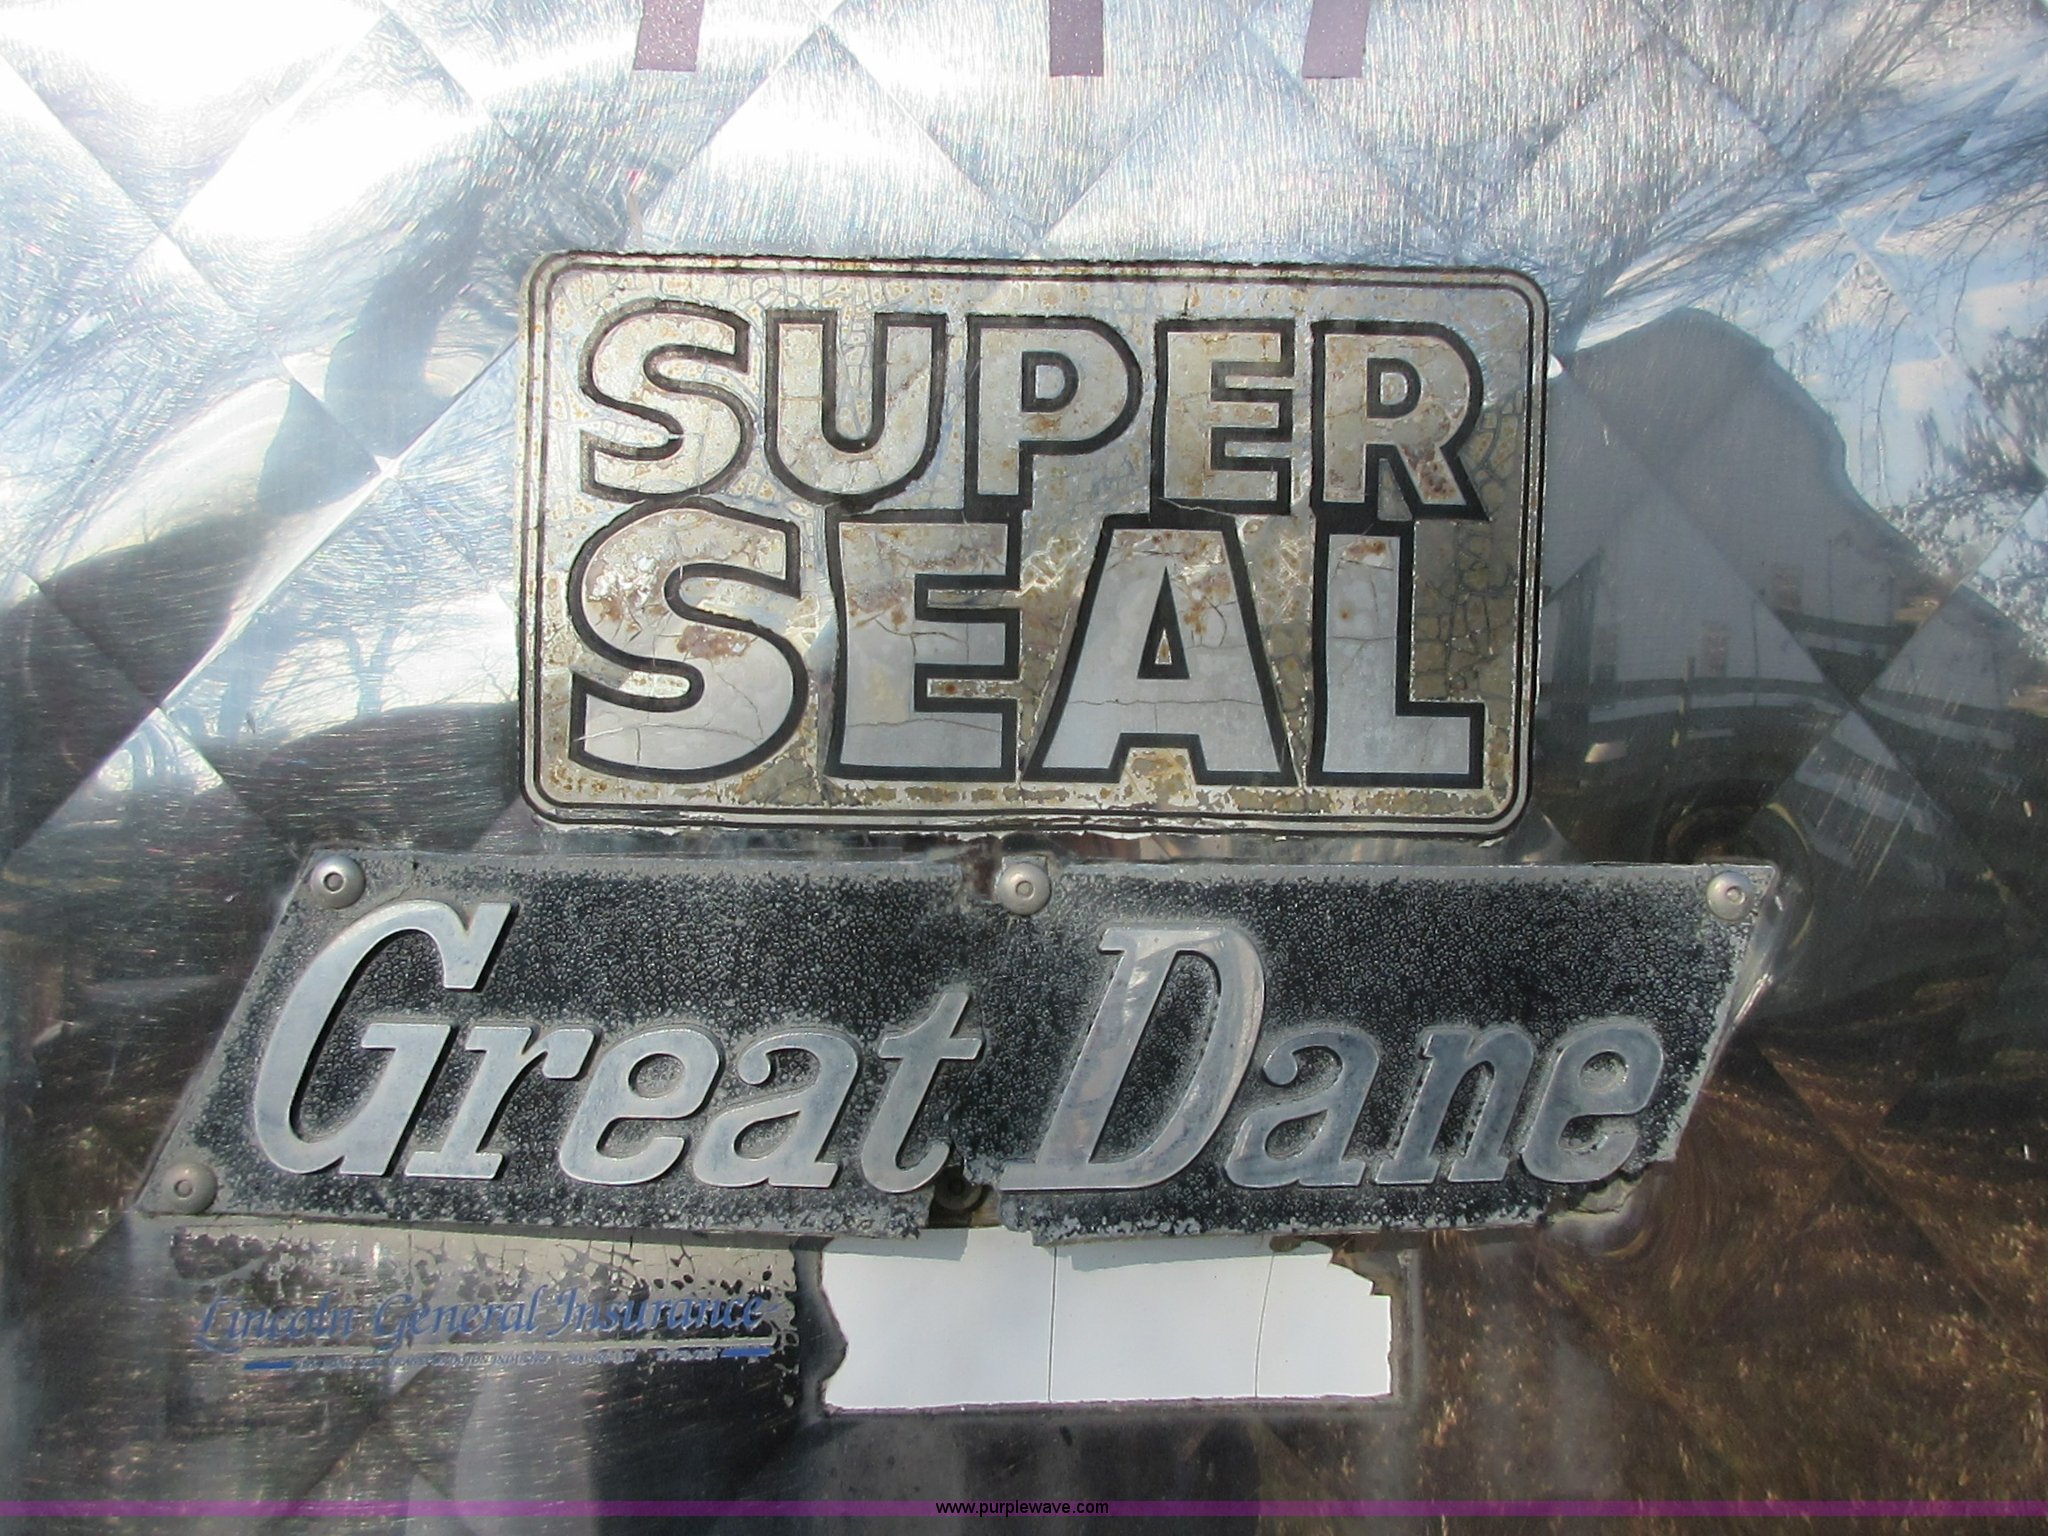 SUPER
SEAL
Great Dane
Lincoln General Insurance
www.purplewave.com